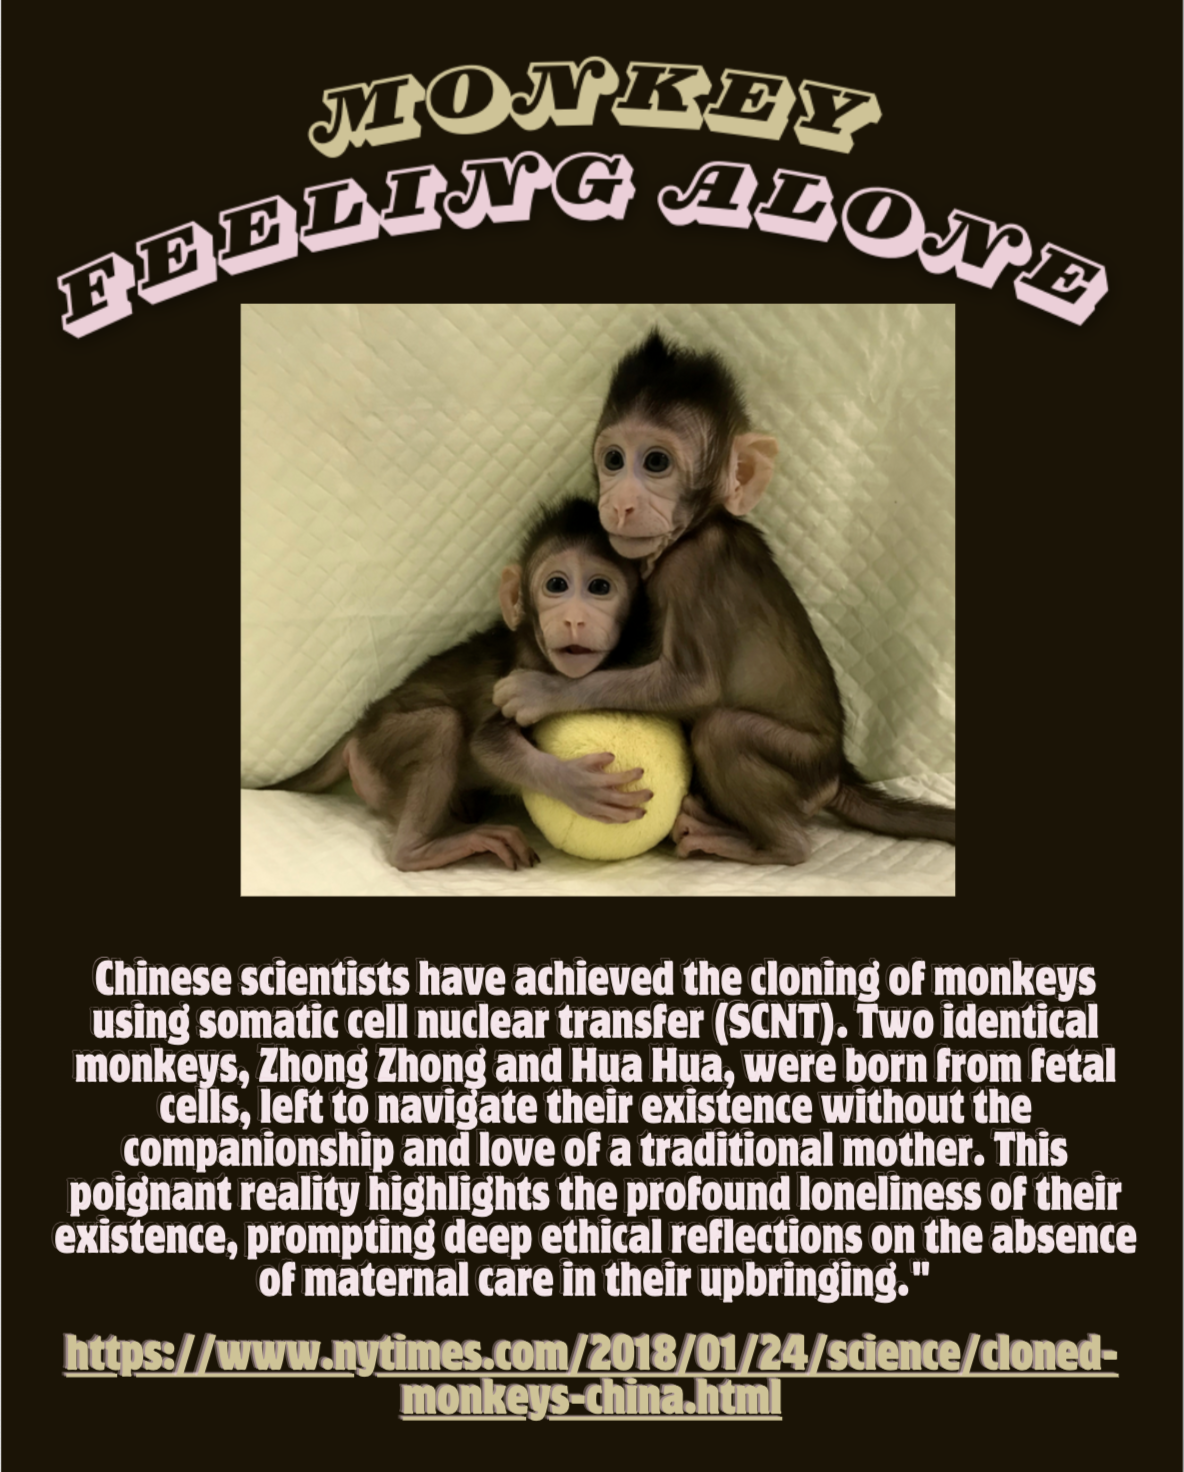 MONKEY
FEELING ALONE
Chinese scientists have achieved the cloning of monkeys
using somatic cell nuclear transfer (SCNT). Two identical
monkeys, Zhong Zhong and Hua Hua, were born from fetal
cells, left to navigate their existence without the
companionship and love of a traditional mother. This
poignant reality highlights the profound loneliness of their
existence, prompting deep ethical reflections on the absence
of maternal care in their upbringing."
https://www.nytimes.com/2018/01/24/science/cloned-
monkeys-china.html